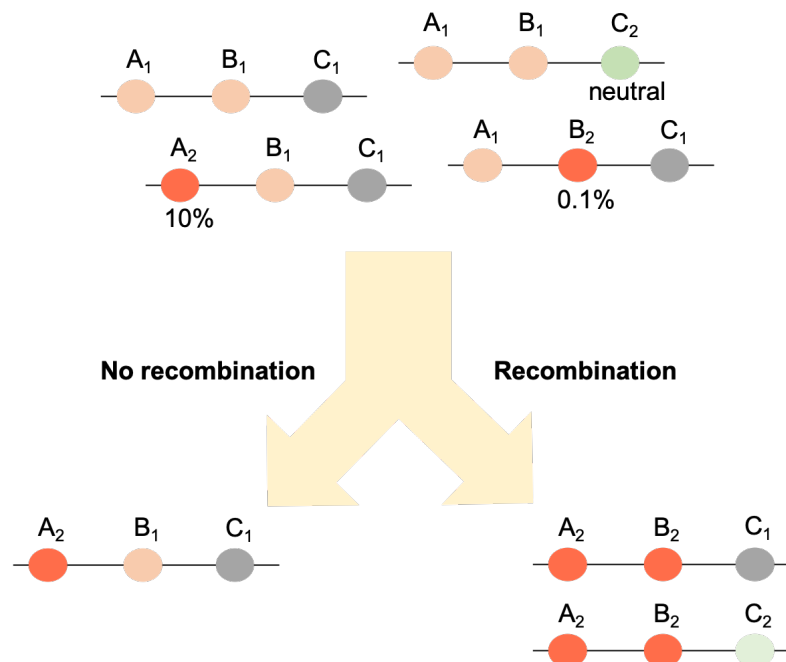 A₁ B₁ C₁
A₁ B₁ C₂
neutral
A₂ B₁ C₁
10%
A₁ B₂ C₁
0.1%
No recombination
Recombination
A₂ B₁ C₁
A₂ B₂ C₁
A₂ B₂ C₂